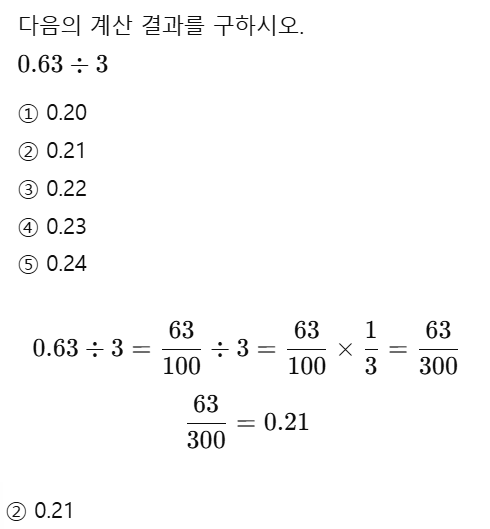 다음의 계산 결과를 구하시오.
0.63 ÷ 3
① 0.20
② 0.21
③ 0.22
④ 0.23
⑤ 0.24
0.63 ÷ 3 = 63/100 ÷ 3 = 63/100 × 1/3 = 63/300
63/300 = 0.21
② 0.21